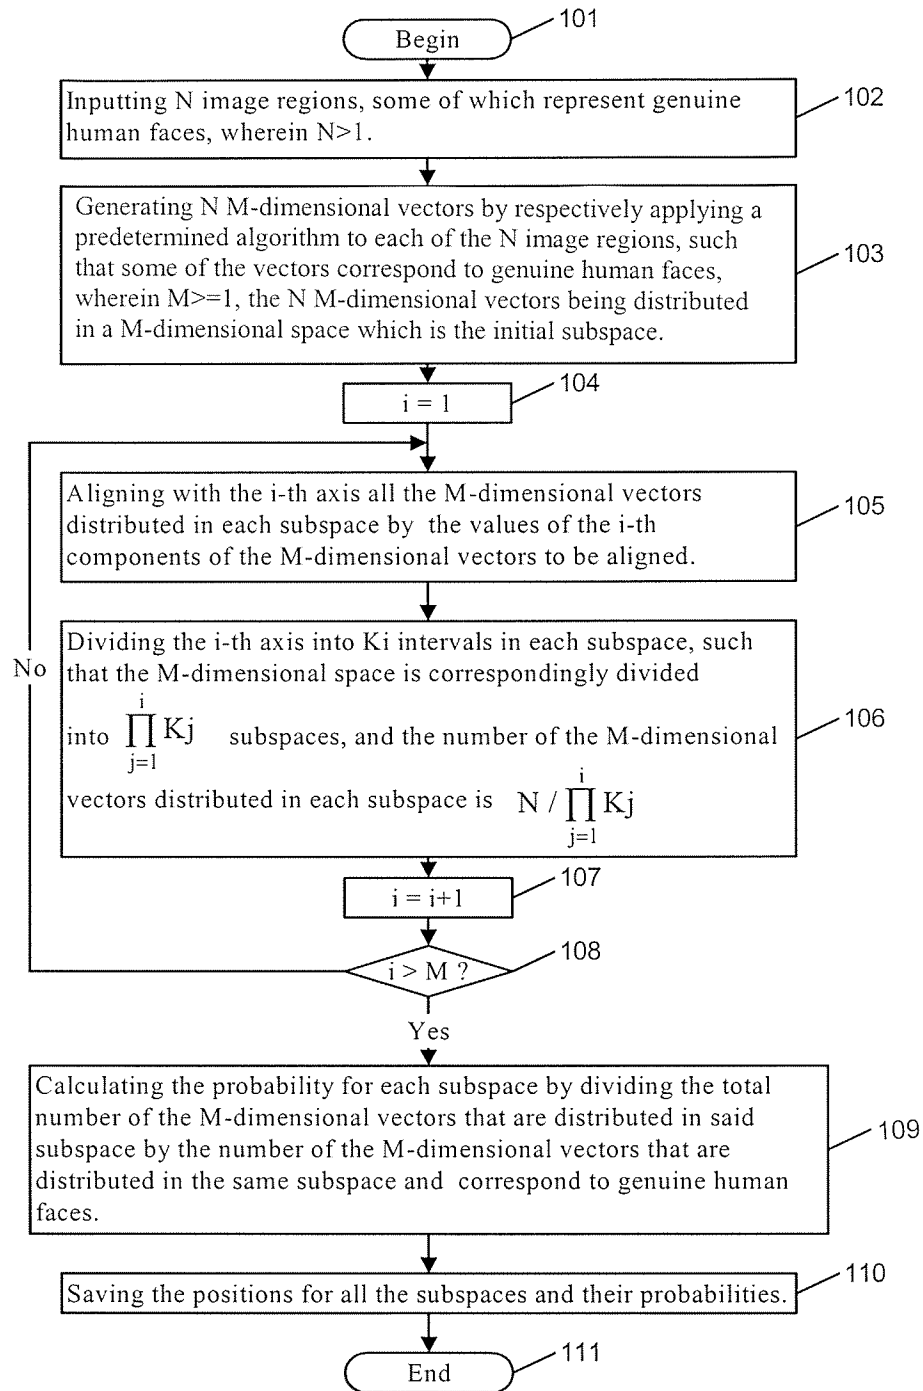 101
Begin
102
Inputting N image regions, some of which represent genuine
human faces, wherein N>1.
103
Generating N M-dimensional vectors by respectively applying a
predetermined algorithm to each of the N image regions, such
that some of the vectors correspond to genuine human faces,
wherein M>=1, the N M-dimensional vectors being distributed
in a M-dimensional space which is the initial subspace.
104
i = 1
105
Aligning with the i-th axis all the M-dimensional vectors
distributed in each subspace by the values of the i-th
components of the M-dimensional vectors to be aligned.
106
Dividing the i-th axis into Ki intervals in each subspace, such
that the M-dimensional space is correspondingly divided
into ∏ i j=1 Kj subspaces, and the number of the M-dimensional
vectors distributed in each subspace is N / ∏ i j=1 Kj
No
107
i = i+1
108
i > M ?
Yes
109
Calculating the probability for each subspace by dividing the total
number of the M-dimensional vectors that are distributed in said
subspace by the number of the M-dimensional vectors that are
distributed in the same subspace and correspond to genuine human
faces.
110
Saving the positions for all the subspaces and their probabilities.
111
End